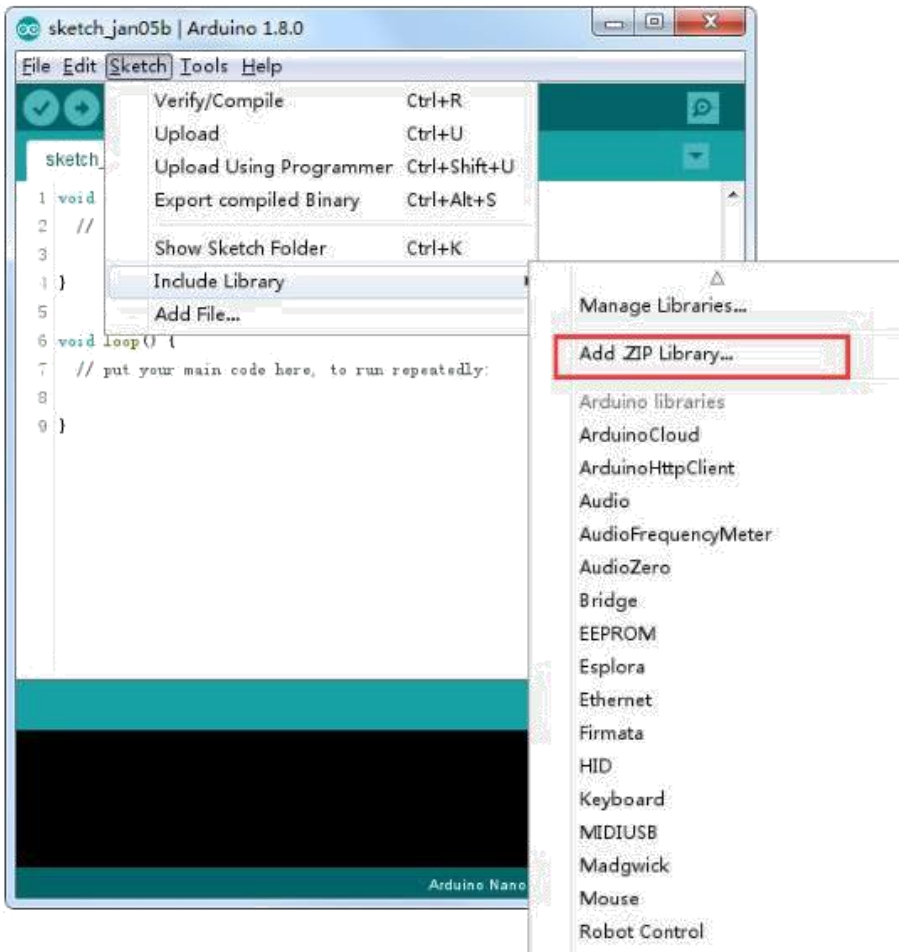 sketch_jan05b | Arduino 1.8.0
File Edit Sketch Tools Help
Verify/Compile Ctrl+R
Upload Ctrl+U
Upload Using Programmer Ctrl+Shift+U
Export compiled Binary Ctrl+Alt+S
Show Sketch Folder Ctrl+K
Include Library
Add File...
sketch_
1 void
2 //
3
4 }
5
6 void loop() {
7 // put your main code here, to run repeatedly:
8
9 }
Manage Libraries...
Add .ZIP Library...
Arduino libraries
ArduinoCloud
ArduinoHttpClient
Audio
AudioFrequencyMeter
AudioZero
Bridge
EEPROM
Esplora
Ethernet
Firmata
HID
Keyboard
MIDIUSB
Madgwick
Mouse
Robot Control
Arduino Nano